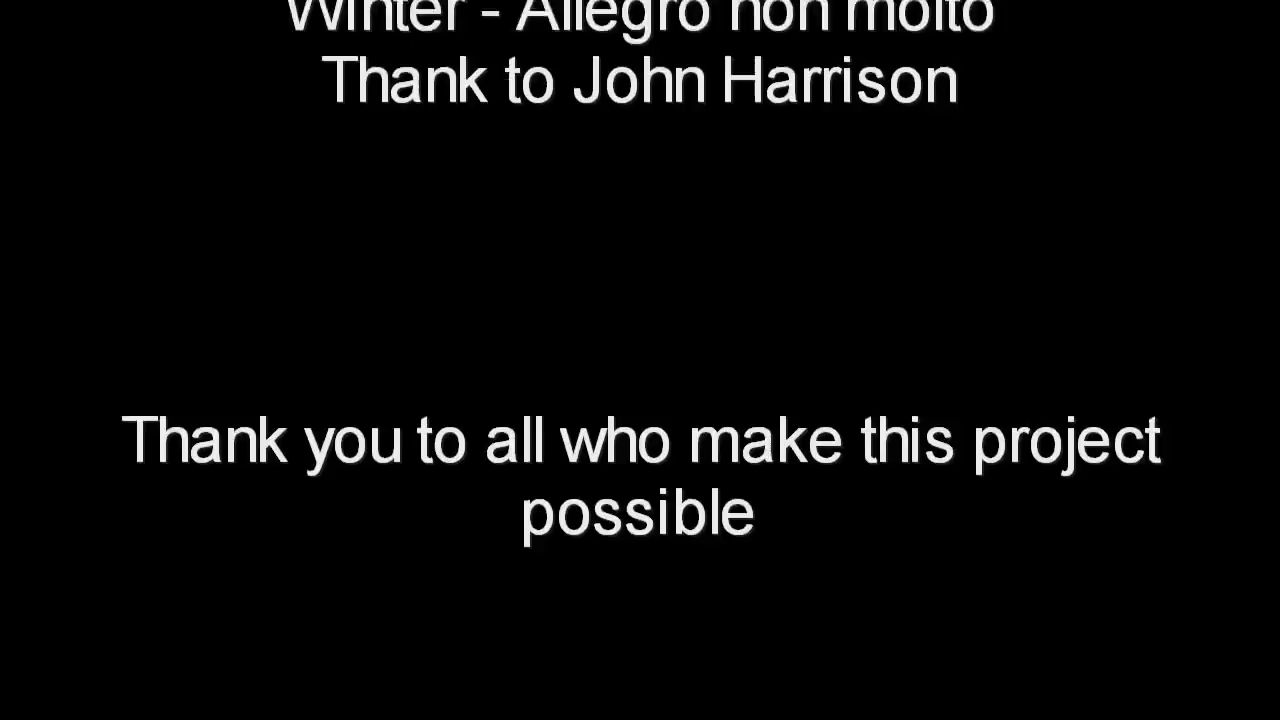 Winter - Allegro non molto
Thank to John Harrison
Thank you to all who make this project
possible